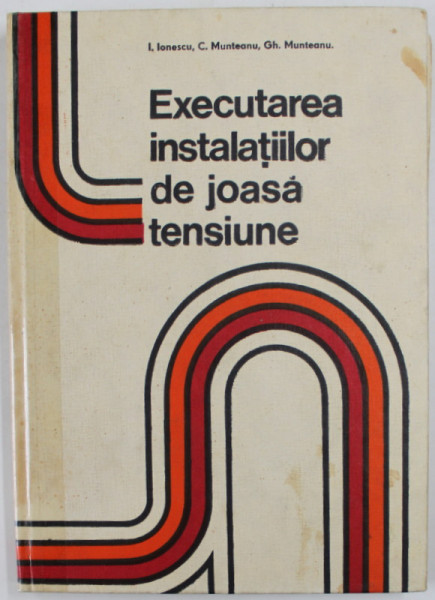 I. Ionescu, C. Munteanu, Gh. Munteanu.
Executarea
instalațiilor
de joasă
tensiune